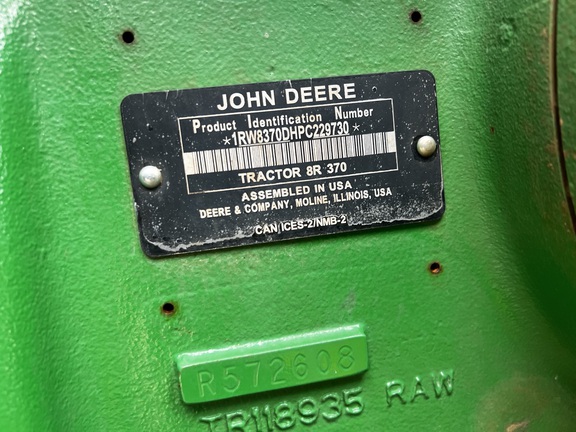 JOHN DEERE
Product Identification Number
*1RW8370DHPC229730*
TRACTOR 8R 370
ASSEMBLED IN USA
DEERE & COMPANY, MOLINE, ILLINOIS, USA
CAN ICES-2/NMB-2
R572608
TR118935 RAW